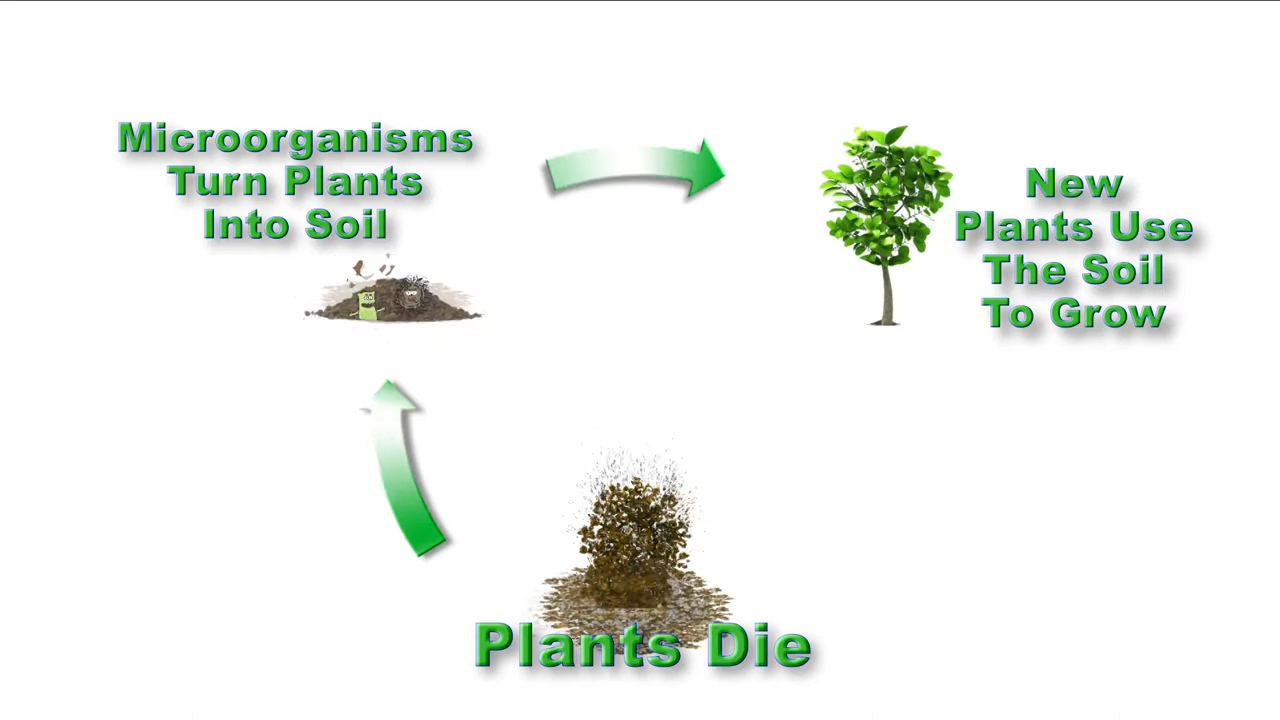 Microorganisms
Turn Plants
Into Soil
New
Plants Use
The Soil
To Grow
Plants Die